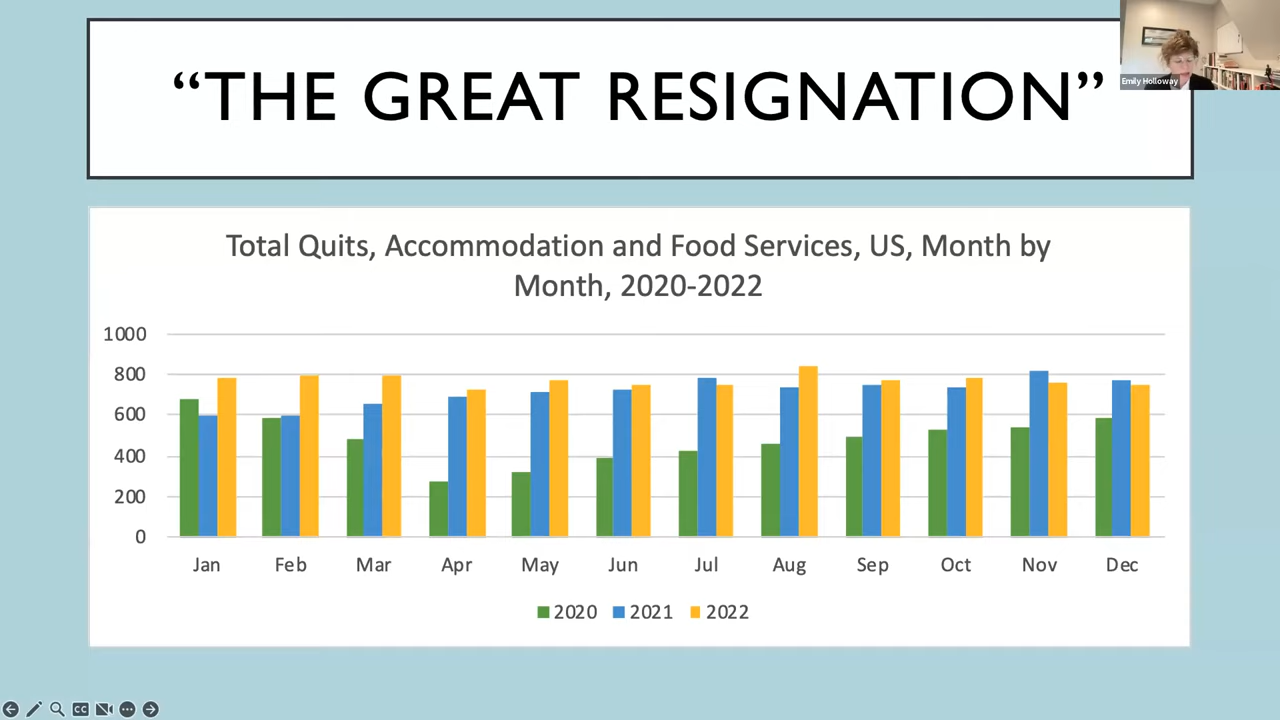 “THE GREAT RESIGNATION”
Emily Holloway
Total Quits, Accommodation and Food Services, US, Month by
Month, 2020-2022
1000
800
600
400
200
0
Jan Feb Mar Apr May Jun Jul Aug Sep Oct Nov Dec
2020 2021 2022
CC